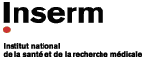 Inserm
Institut national
de la santé et de la recherche médicale